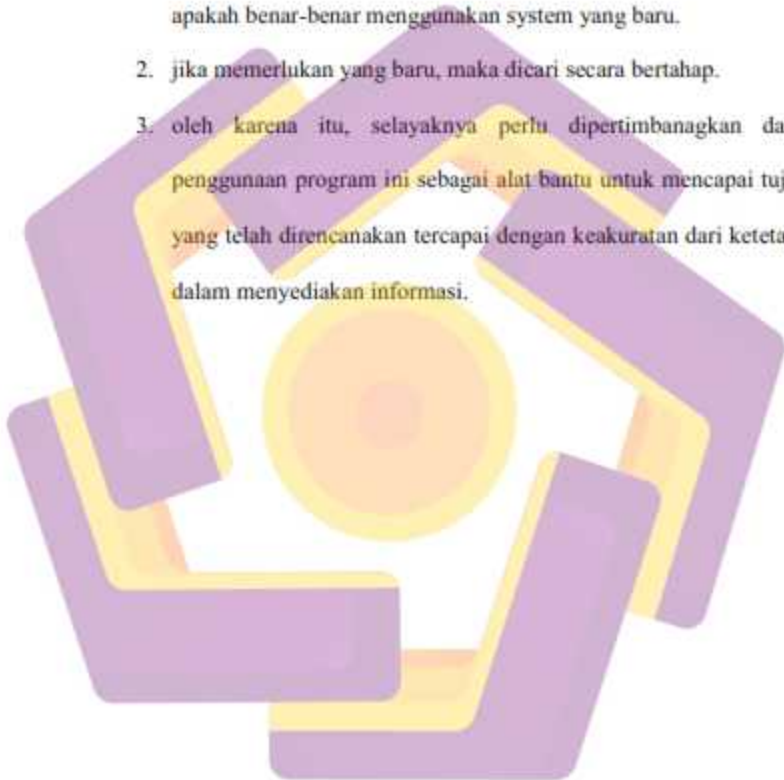 apakah benar-benar menggunakan system yang baru.
2. jika memerlukan yang baru, maka dicari secara bertahap.
3. oleh karena itu, selayaknya perlu dipertimbanagkan da
penggunaan program ini sebagai alat bantu untuk mencapai tuj
yang telah direncanakan tercapai dengan keakuratan dari keteta
dalam menyediakan informasi.